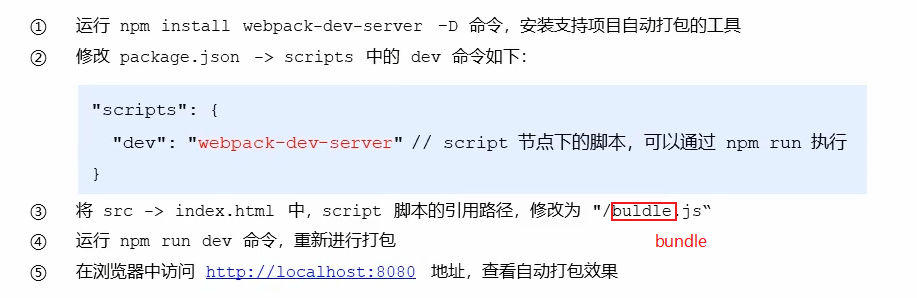 ① 运行 npm install webpack-dev-server -D 命令，安装支持项目自动打包的工具
② 修改 package.json -> scripts 中的 dev 命令如下：
"scripts": {
"dev": "webpack-dev-server" // script 节点下的脚本，可以通过 npm run 执行
}
③ 将 src -> index.html 中，script 脚本的引用路径，修改为 "/buldle.js“
④ 运行 npm run dev 命令，重新进行打包
bundle
⑤ 在浏览器中访问 http://localhost:8080 地址，查看自动打包效果